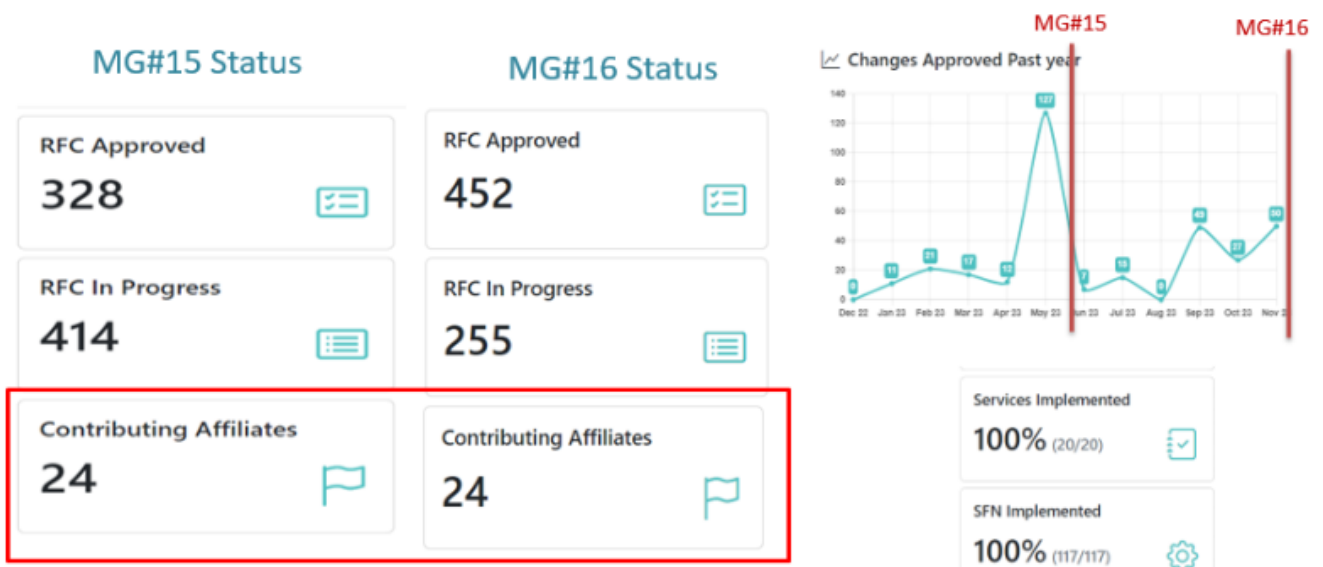 MG#15 Status
RFC Approved
328
RFC In Progress
414
Contributing Affiliates
24
MG#16 Status
RFC Approved
452
RFC In Progress
255
Contributing Affiliates
24
MG#15
MG#16
Changes Approved Past year
140
120
100
80
60
40
20
0
127
11
21
17
12
7
15
27
50
Dec 22 Jan 23 Feb 23 Mar 23 Apr 23 May 23 Jul 23 Aug 23 Sep 23 Oct 23 Nov
Services Implemented
100% (20/20)
SFN Implemented
100% (117/117)